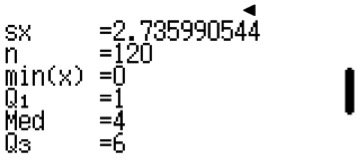 sx =2.735990544
n =120
min(x) =0
Q₁ =1
Med =4
Q₃ =6